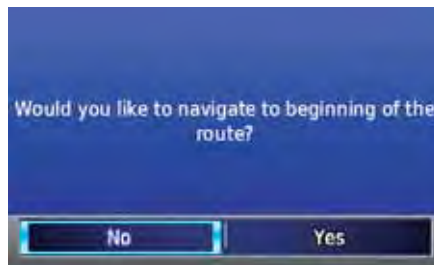 Would you like to navigate to beginning of the
route?
No Yes